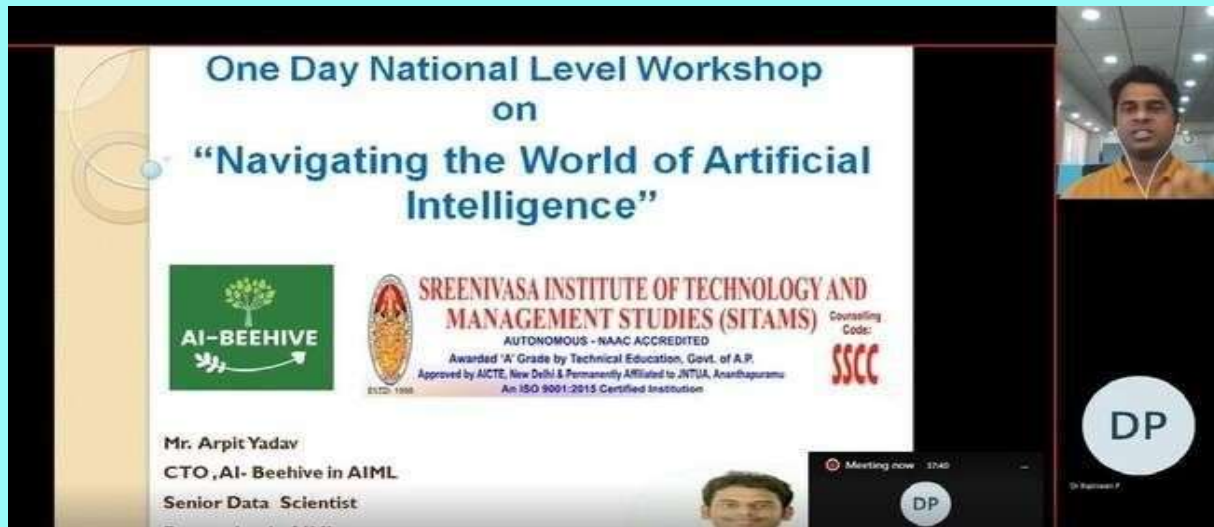 One Day National Level Workshop
on
“Navigating the World of Artificial
Intelligence”
AI-BEEHIVE
SREENIVASA INSTITUTE OF TECHNOLOGY AND
MANAGEMENT STUDIES (SITAMS)
Counselling
Code:
SSCC
AUTONOMOUS - NAAC ACCREDITED
Awarded 'A' Grade by Technical Education, Govt. of A.P.
Approved by AICTE, New Delhi & Permanently Affiliated to JNTUA, Ananthapuramu
An ISO 9001:2015 Certified Institution
Mr. Arpit Yadav
CTO ,AI- Beehive in AIML
Senior Data Scientist
Meeting now 37:40
DP
DP